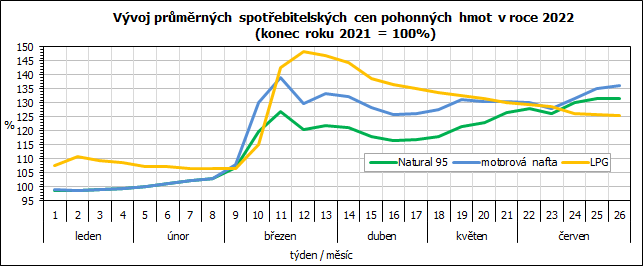 Vývoj průměrných spotřebitelských cen pohonných hmot v roce 2022
(konec roku 2021 = 100%)
150
145
140
135
130
125
120
115
110
105
100
95
%
Natural 95 motorová nafta LPG
1 2 3 4 5 6 7 8 9 10 11 12 13 14 15 16 17 18 19 20 21 22 23 24 25 26
leden únor březen duben květen červen
týden / měsíc